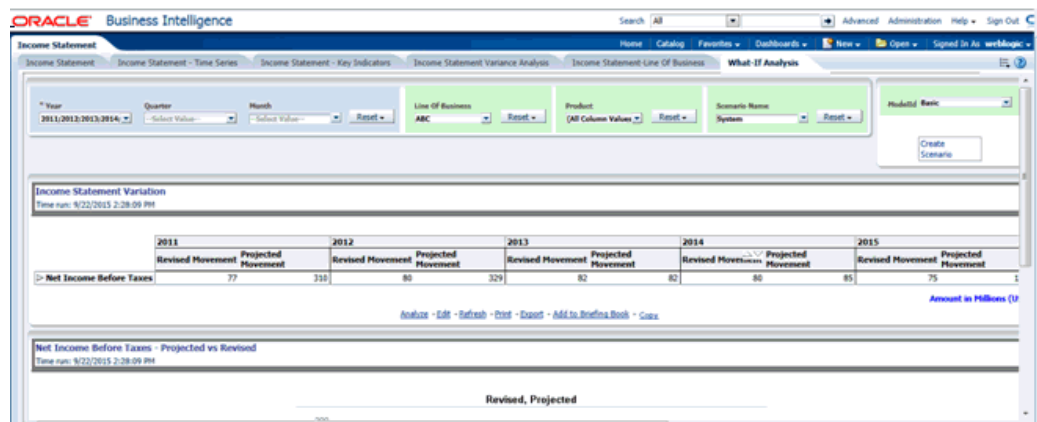 ORACLE Business Intelligence
Search All Advanced Administration Help Sign Out
Income Statement
Home Catalog Favorites Dashboards New Open Signed In As weblogic
Income Statement Income Statement - Time Series Income Statement - Key Indicators Income Statement Variance Analysis Income Statement-Line Of Business What-If Analysis
* Year Quarter Month Line Of Business Product Scenario Name ModelId Basic
2011;2012;2013;2014; --Select Value-- --Select Value-- Reset ABC Reset (All Column Values Reset System Reset
Create
Scenario
Income Statement Variation
Time run: 9/22/2015 2:28:09 PM
2011 2012 2013 2014 2015
Revised Movement Projected Movement Revised Movement Projected Movement Revised Movement Projected Movement Revised Movement Projected Movement Revised Movement Projected Movement
Net Income Before Taxes 77 310 80 329 82 82 80 85 75 1
Amount in Millions (U
Analyze - Edit - Refresh - Print - Export - Add to Briefing Book - Copy
Net Income Before Taxes - Projected vs Revised
Time run: 9/22/2015 2:28:09 PM
Revised, Projected